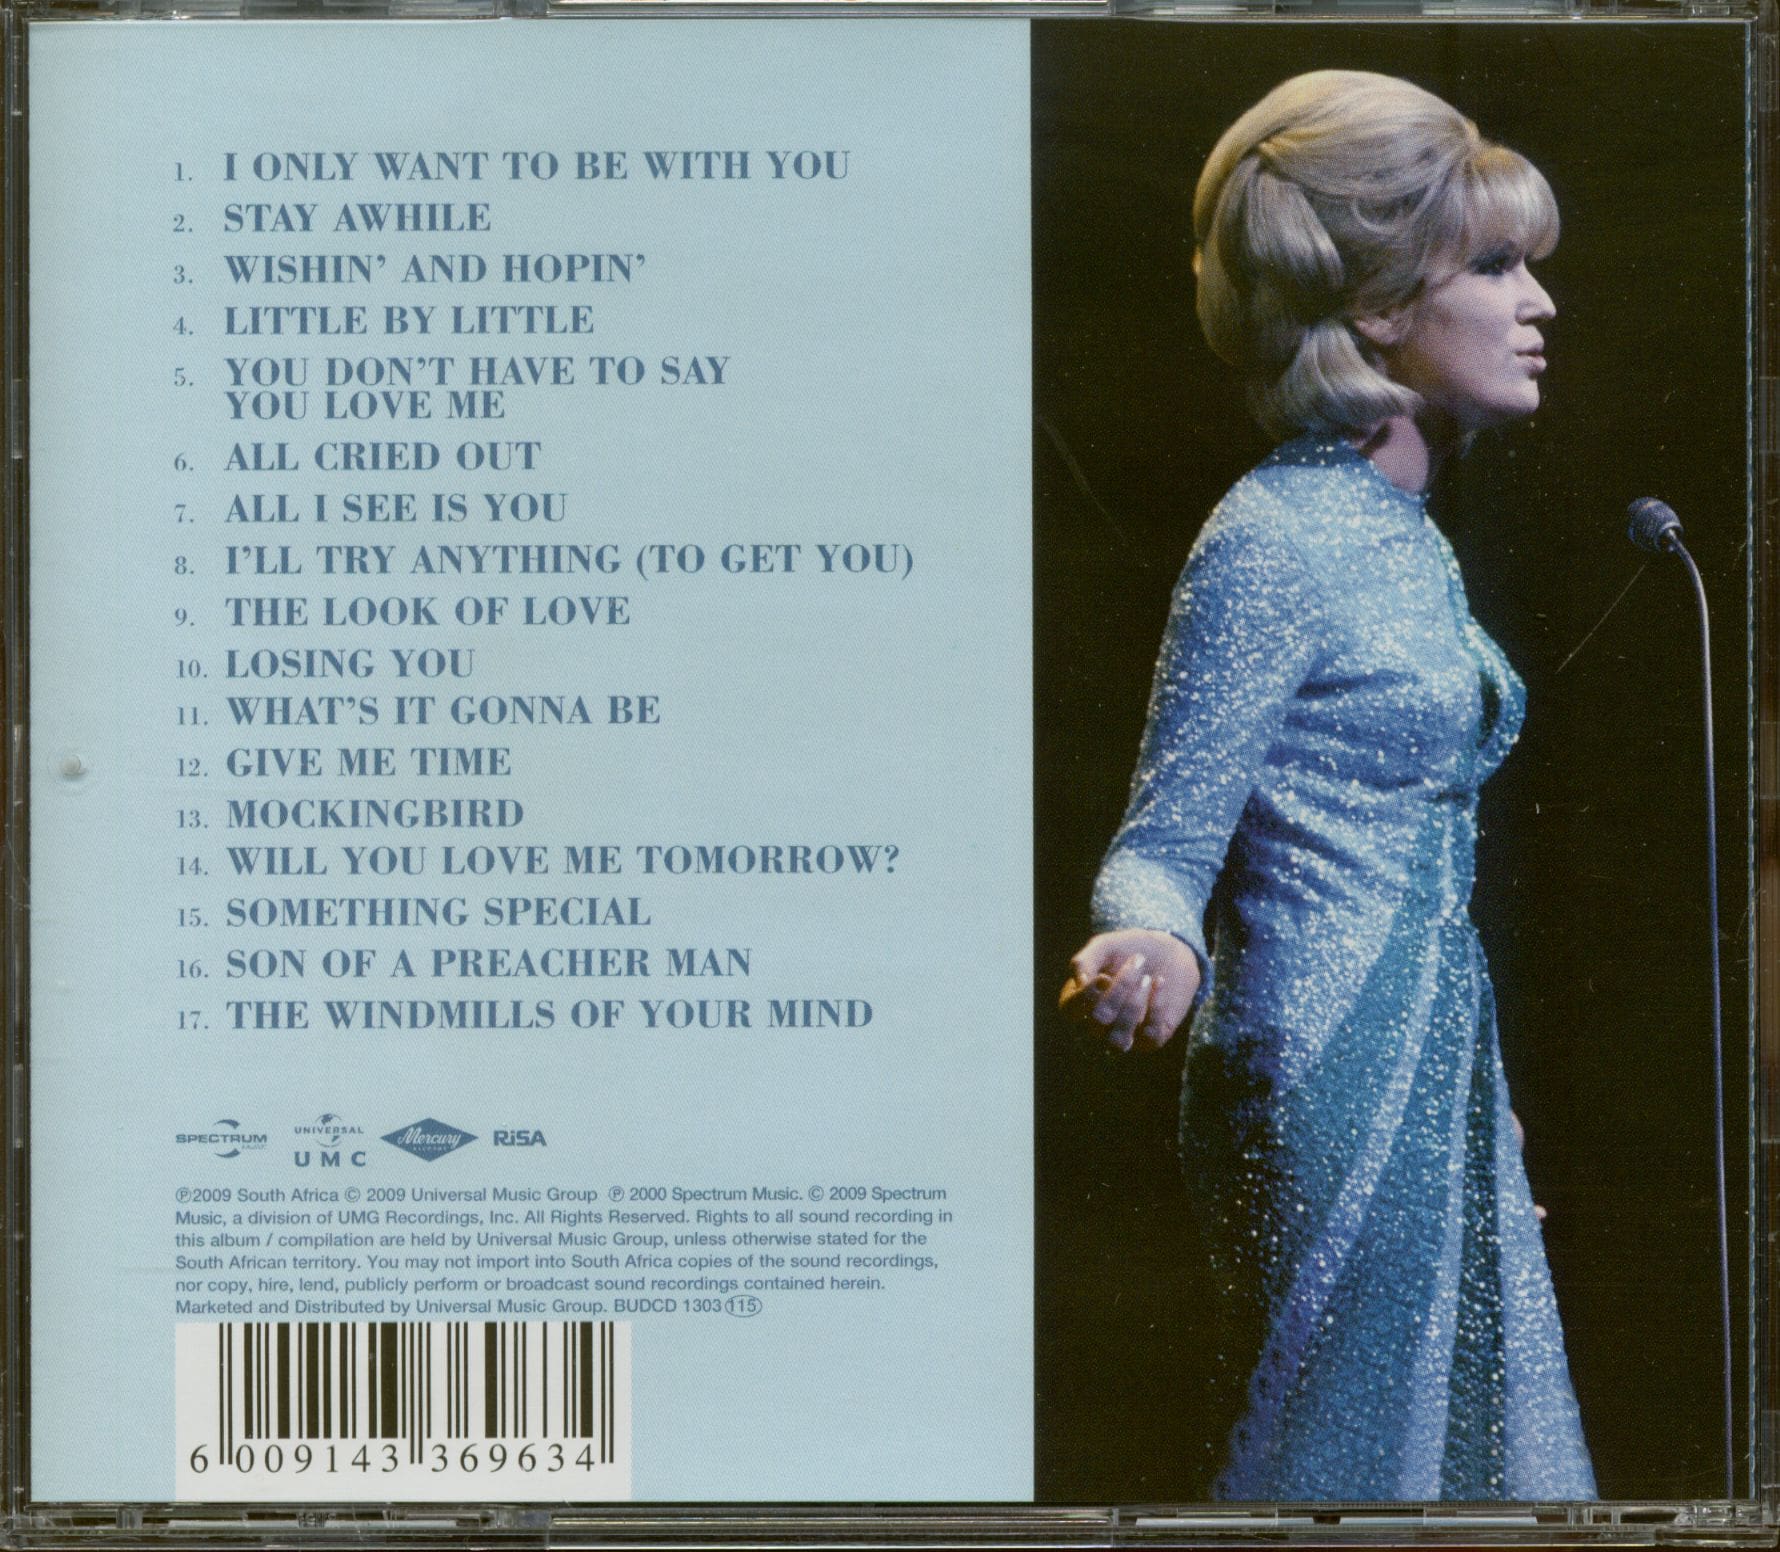 1. I ONLY WANT TO BE WITH YOU
2. STAY AWHILE
3. WISHIN' AND HOPIN'
4. LITTLE BY LITTLE
5. YOU DON'T HAVE TO SAY
YOU LOVE ME
6. ALL CRIED OUT
7. ALL I SEE IS YOU
8. I'LL TRY ANYTHING (TO GET YOU)
9. THE LOOK OF LOVE
10. LOSING YOU
11. WHAT'S IT GONNA BE
12. GIVE ME TIME
13. MOCKINGBIRD
14. WILL YOU LOVE ME TOMORROW?
15. SOMETHING SPECIAL
16. SON OF A PREACHER MAN
17. THE WINDMILLS OF YOUR MIND
SPECTRUM MUSIC
UNIVERSAL
UMC
Mercury
RECORDS
RiSA
℗2009 South Africa © 2009 Universal Music Group ℗ 2000 Spectrum Music. © 2009 Spectrum
Music, a division of UMG Recordings, Inc. All Rights Reserved. Rights to all sound recording in
this album / compilation are held by Universal Music Group, unless otherwise stated for the
South African territory. You may not import into South Africa copies of the sound recordings,
nor copy, hire, lend, publicly perform or broadcast sound recordings contained herein.
Marketed and Distributed by Universal Music Group. BUDCD 1303 115
6 009143 369634